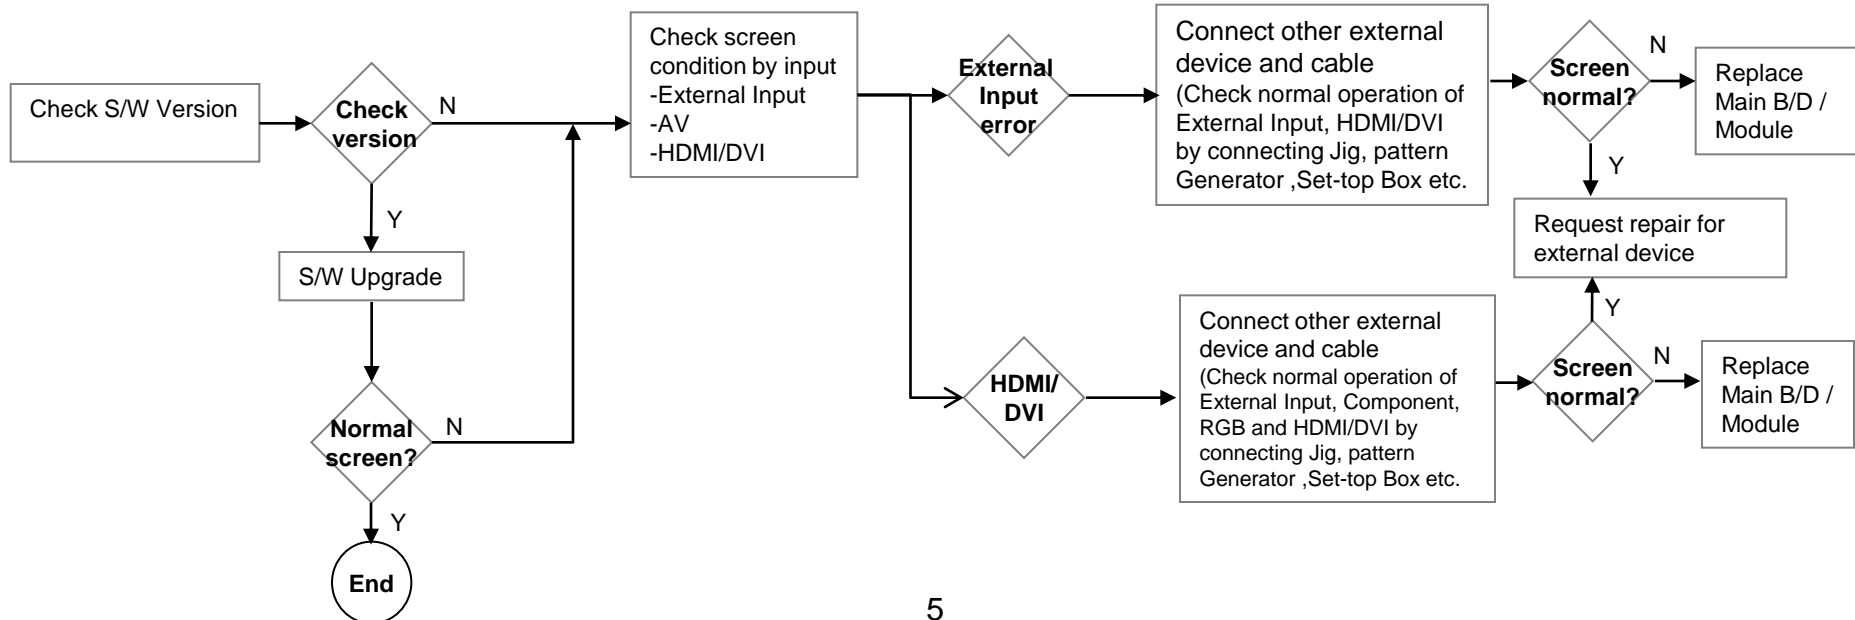 Check S/W Version
Check
version
N
Y
S/W Upgrade
Normal
screen?
N
Y
End
Check screen
condition by input
-External Input
-AV
-HDMI/DVI
External
Input
error
Connect other external
device and cable
(Check normal operation of
External Input, HDMI/DVI
by connecting Jig, pattern
Generator ,Set-top Box etc.
Screen
normal?
N
Replace
Main B/D /
Module
Y
Request repair for
external device
HDMI/
DVI
Connect other external
device and cable
(Check normal operation of
External Input, Component,
RGB and HDMI/DVI by
connecting Jig, pattern
Generator ,Set-top Box etc.
Y
Screen
normal?
N
Replace
Main B/D /
Module
5